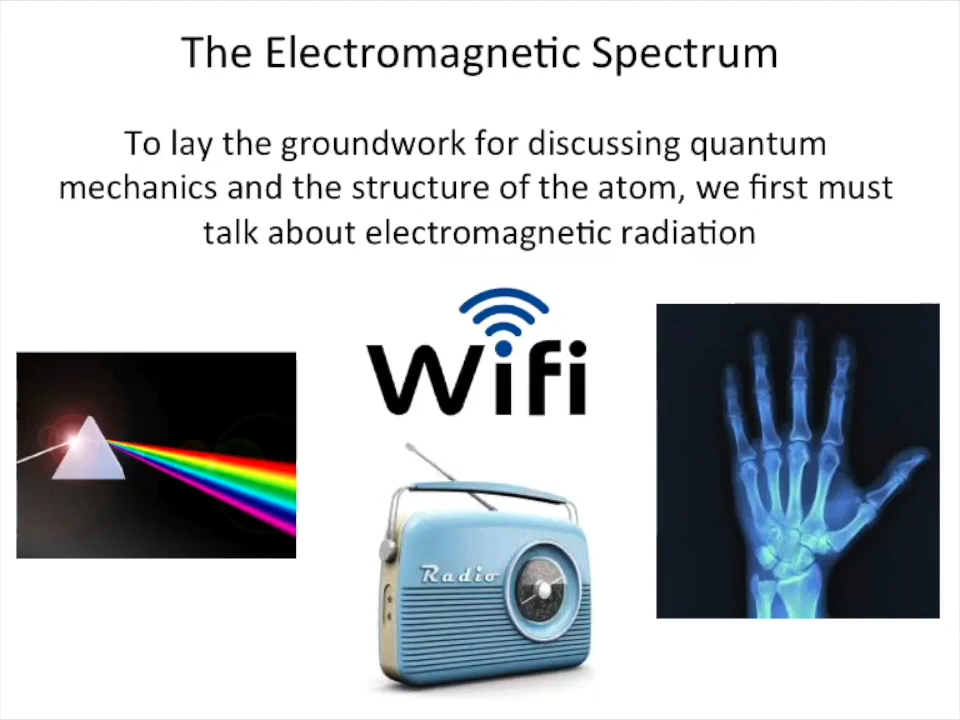 The Electromagnetic Spectrum
To lay the groundwork for discussing quantum
mechanics and the structure of the atom, we first must
talk about electromagnetic radiation
Wifi
Radio